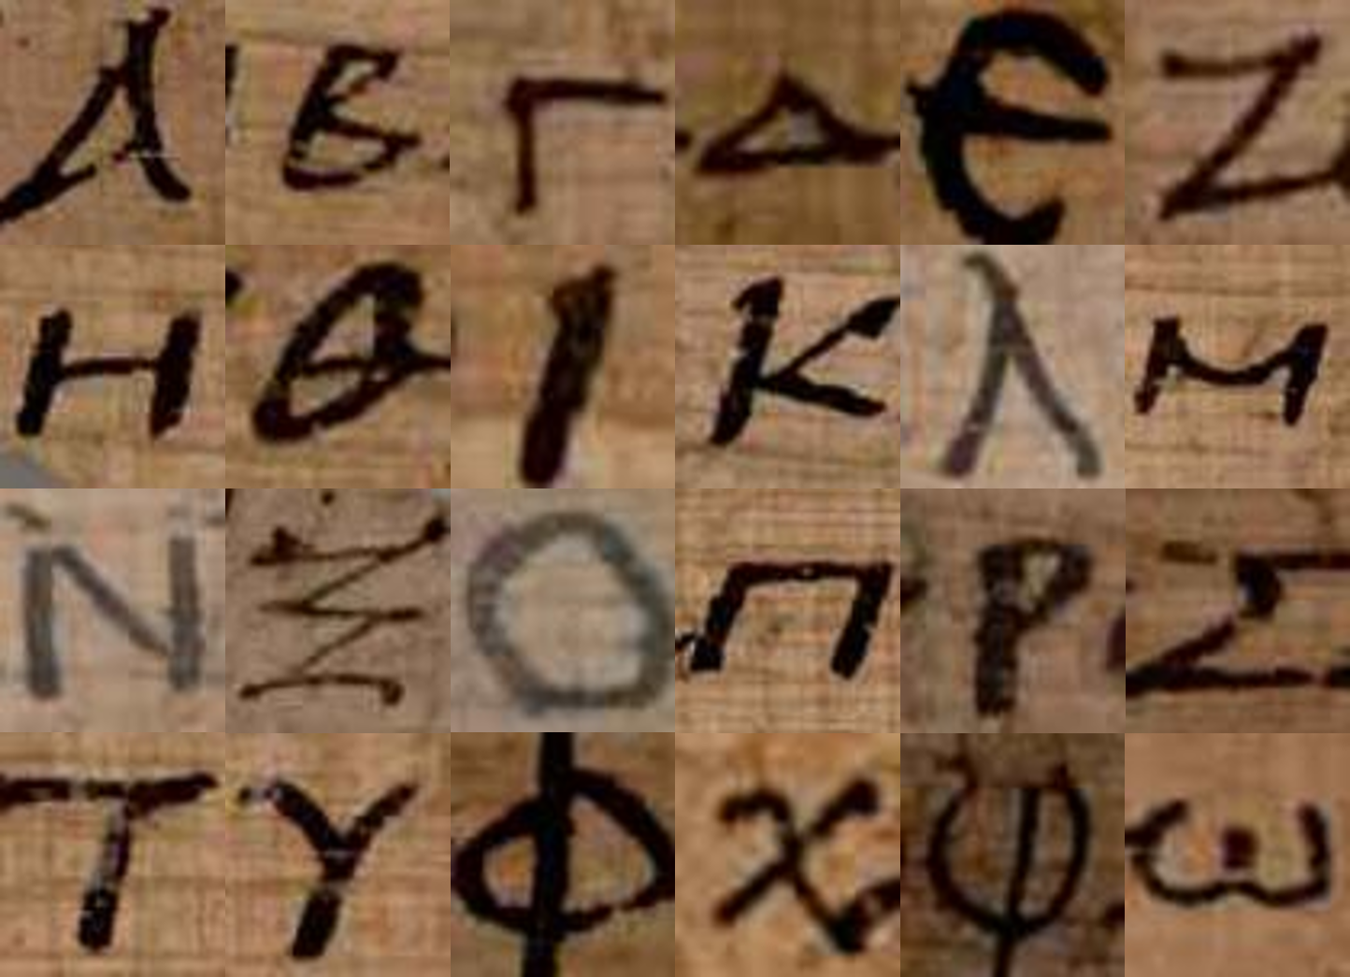 Α Β Γ Δ Ε Ζ
Η Θ Ι Κ Λ Μ
Ν Ξ Ο Π Ρ Σ
Τ Υ Φ Χ Ψ Ω